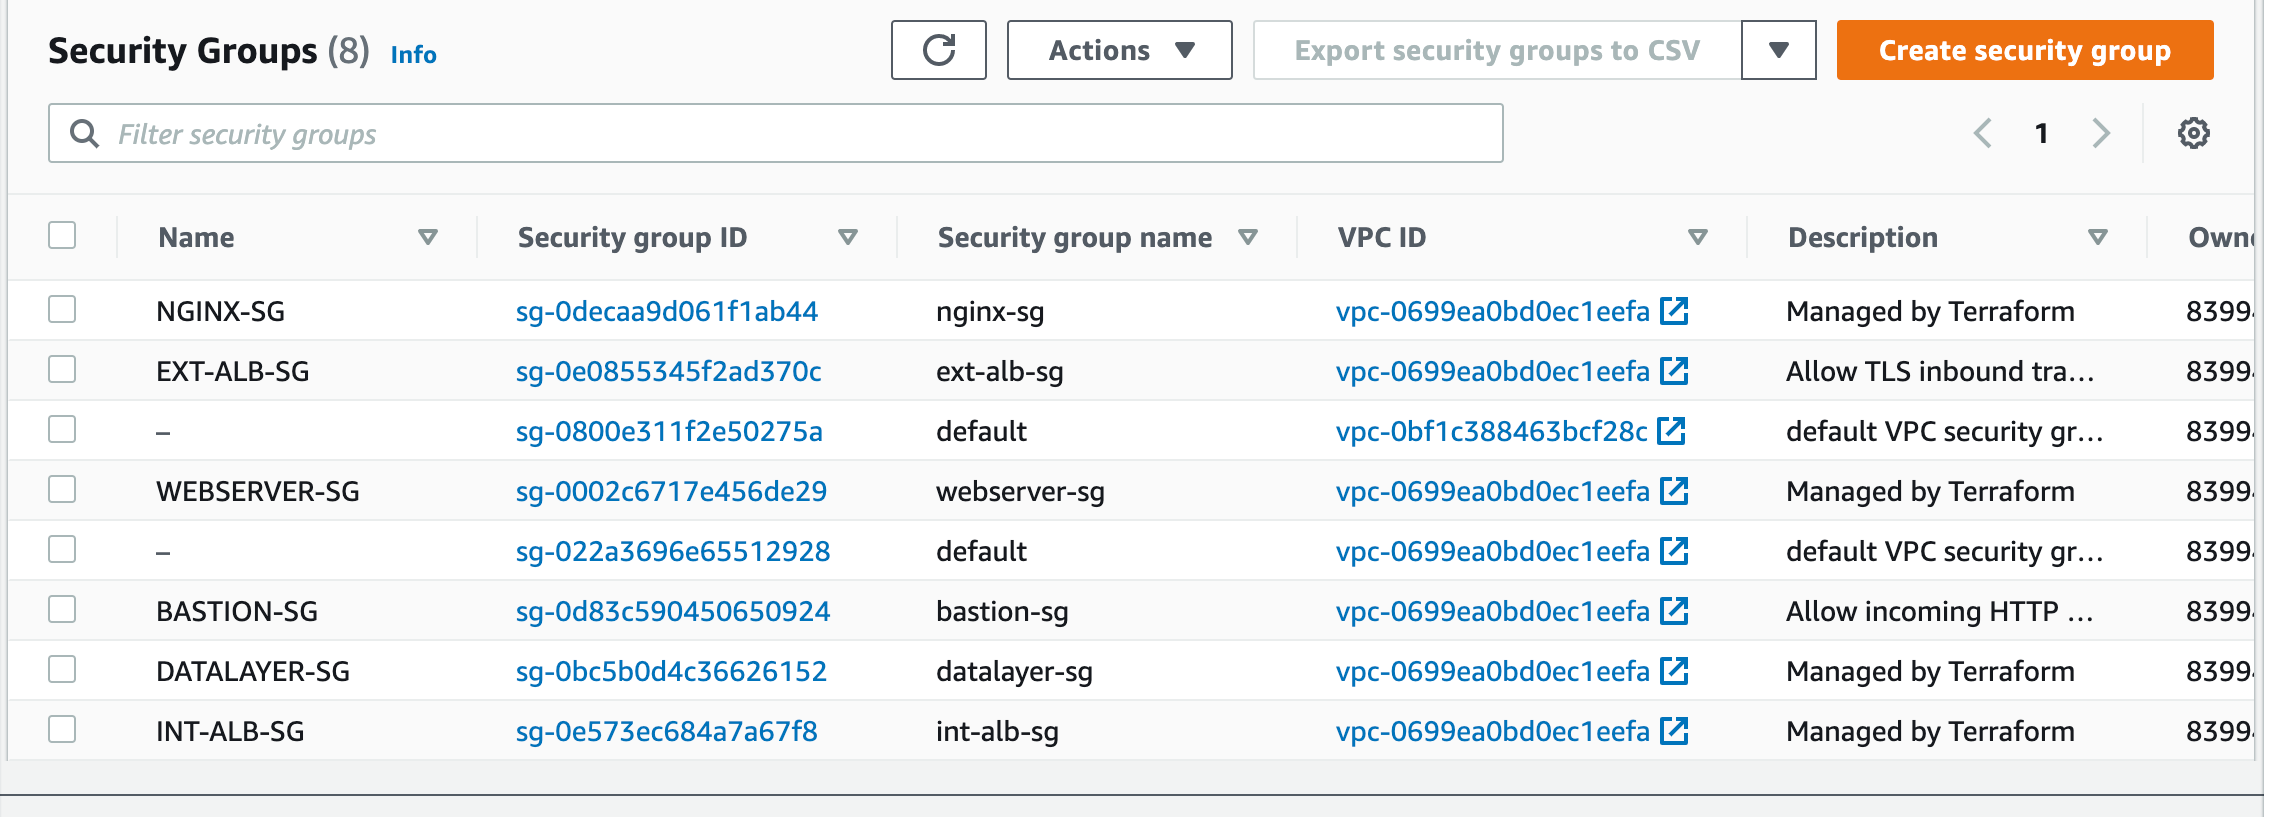 Security Groups (8) Info Actions Export security groups to CSV Create security group
Filter security groups 1
Name Security group ID Security group name VPC ID Description Owne
NGINX-SG sg-0decaa9d061f1ab44 nginx-sg vpc-0699ea0bd0ec1eefa Managed by Terraform 8399
EXT-ALB-SG sg-0e0855345f2ad370c ext-alb-sg vpc-0699ea0bd0ec1eefa Allow TLS inbound tra... 8399
– sg-0800e311f2e50275a default vpc-0bf1c388463bcf28c default VPC security gr... 8399
WEBSERVER-SG sg-0002c6717e456de29 webserver-sg vpc-0699ea0bd0ec1eefa Managed by Terraform 8399
– sg-022a3696e65512928 default vpc-0699ea0bd0ec1eefa default VPC security gr... 8399
BASTION-SG sg-0d83c590450650924 bastion-sg vpc-0699ea0bd0ec1eefa Allow incoming HTTP ... 8399
DATALAYER-SG sg-0bc5b0d4c36626152 datalayer-sg vpc-0699ea0bd0ec1eefa Managed by Terraform 8399
INT-ALB-SG sg-0e573ec684a7a67f8 int-alb-sg vpc-0699ea0bd0ec1eefa Managed by Terraform 8399